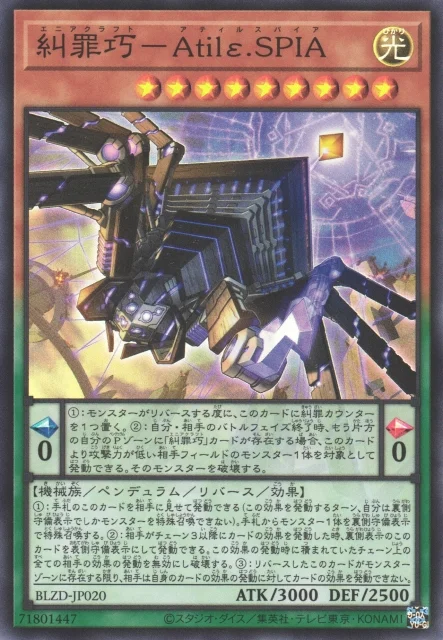 エニアクラフト アティルスパイア
糾罪巧－Atilε.SPIA
ひかり
光
①：モンスターがリバースする度に、このカードに糾罪カウンター
を1つ置く。②：自分・相手のバトルフェイズ終了時、もう片方
の自分のPゾーンに「糾罪巧」カードが存在する場合、このカード
より攻撃力が低い相手フィールドのモンスター1体を対象として
発動できる。そのモンスターを破壊する。
0 0
【機械族／ペンデュラム／リバース／効果】
①：手札のこのカードを相手に見せて発動できる（この効果を発動するターン、自分は裏側
守備表示でしかモンスターを特殊召喚できない）。手札からモンスター1体を裏側守備表示
で特殊召喚する。②：相手がチェーン3以降にカードの効果を発動した時、裏側表示のこの
カードを表側守備表示にして発動できる。この効果の発動時に積まれていたチェーン上の
全ての相手の効果の発動を無効にし破壊する。③：リバースしたこのカードがモンスター
ゾーンに存在する限り、相手は自身のカードの効果の発動に対してカードの効果を発動できない。
BLZD-JP020 ATK/3000 DEF/2500
71801447 ©スタジオ・ダイス／集英社・テレビ東京・KONAMI